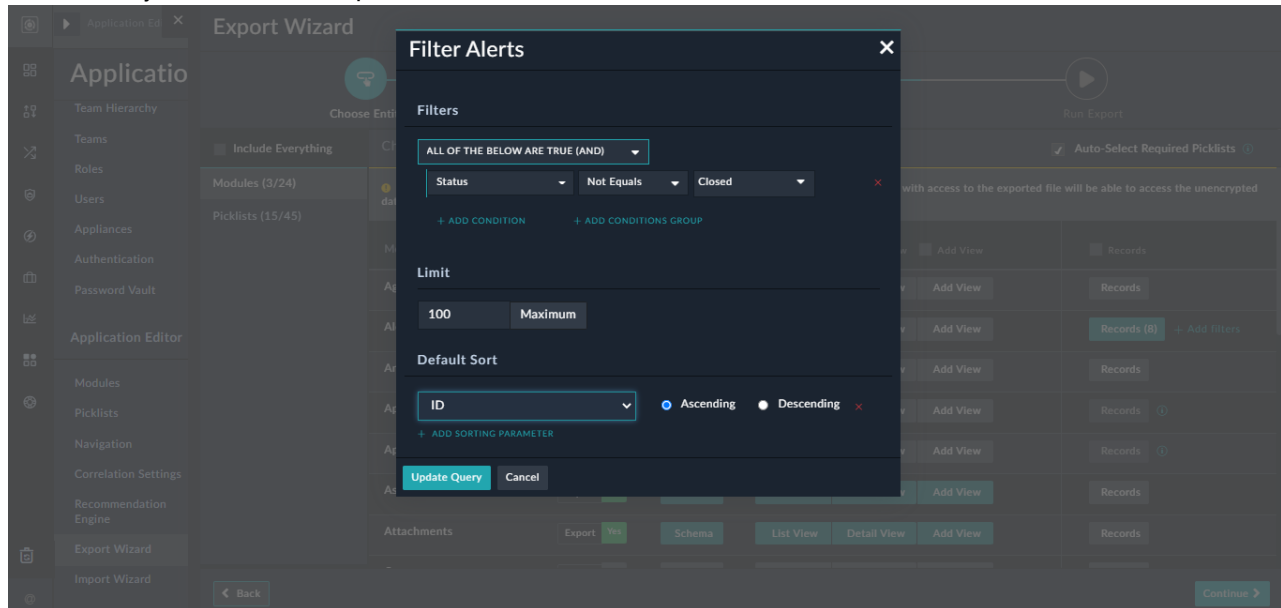 Application Ed
Export Wizard
Filter Alerts
Applicatio
Team Hierarchy
Teams
Roles
Users
Appliances
Authentication
Password Vault
Application Editor
Modules
Picklists
Navigation
Correlation Settings
Recommendation
Engine
Export Wizard
Import Wizard
Choose Enti
Run Export
Include Everything
Ch
Auto-Select Required Picklists
Modules (3/24)
Picklists (15/45)
with access to the exported file will be able to access the unencrypted
dat
Filters
ALL OF THE BELOW ARE TRUE (AND)
Status Not Equals Closed
+ ADD CONDITION + ADD CONDITIONS GROUP
Limit
100 Maximum
Default Sort
ID Ascending Descending
+ ADD SORTING PARAMETER
Update Query Cancel
Add View Records
Add View Records
Add View Records (8) + Add filters
Add View Records
Add View Records
Add View Records
Add View Records
Attachments Export Yes Schema List View Detail View Add View Records
Back Continue